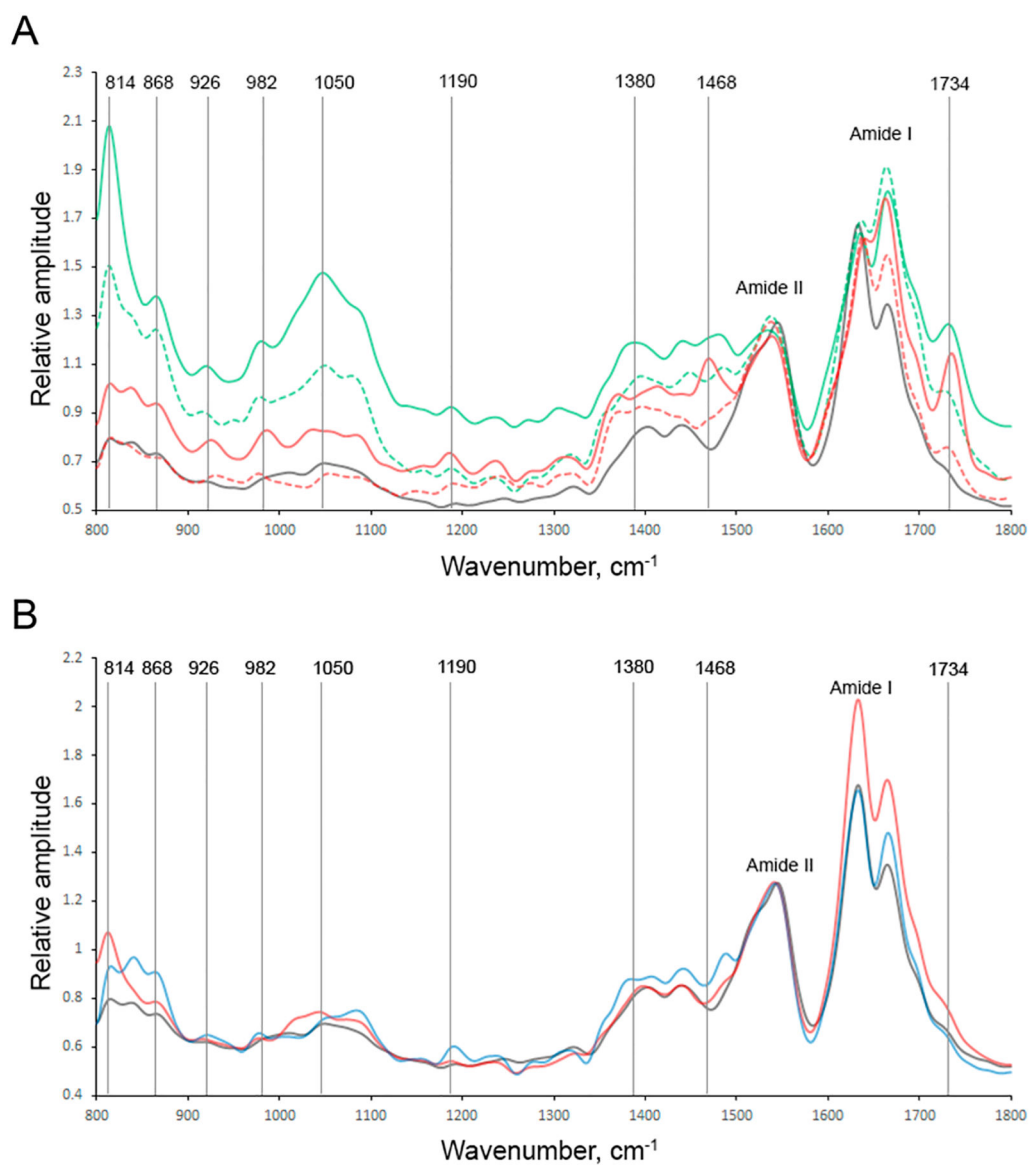 A
814 868 926 982 1050 1190 1380 1468 1734
2.3
2.1
1.9
1.7
1.5
1.3
1.1
0.9
0.7
0.5
Relative amplitude
Amide I
Amide II
800 900 1000 1100 1200 1300 1400 1500 1600 1700 1800
Wavenumber, cm-1
B
814 868 926 982 1050 1190 1380 1468 1734
2.2
2
1.8
1.6
1.4
1.2
1
0.8
0.6
0.4
Relative amplitude
Amide I
Amide II
800 900 1000 1100 1200 1300 1400 1500 1600 1700 1800
Wavenumber, cm-1